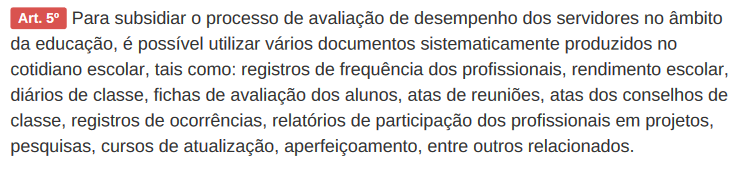 Art. 5º Para subsidiar o processo de avaliação de desempenho dos servidores no âmbito
da educação, é possível utilizar vários documentos sistematicamente produzidos no
cotidiano escolar, tais como: registros de frequência dos profissionais, rendimento escolar,
diários de classe, fichas de avaliação dos alunos, atas de reuniões, atas dos conselhos de
classe, registros de ocorrências, relatórios de participação dos profissionais em projetos,
pesquisas, cursos de atualização, aperfeiçoamento, entre outros relacionados.